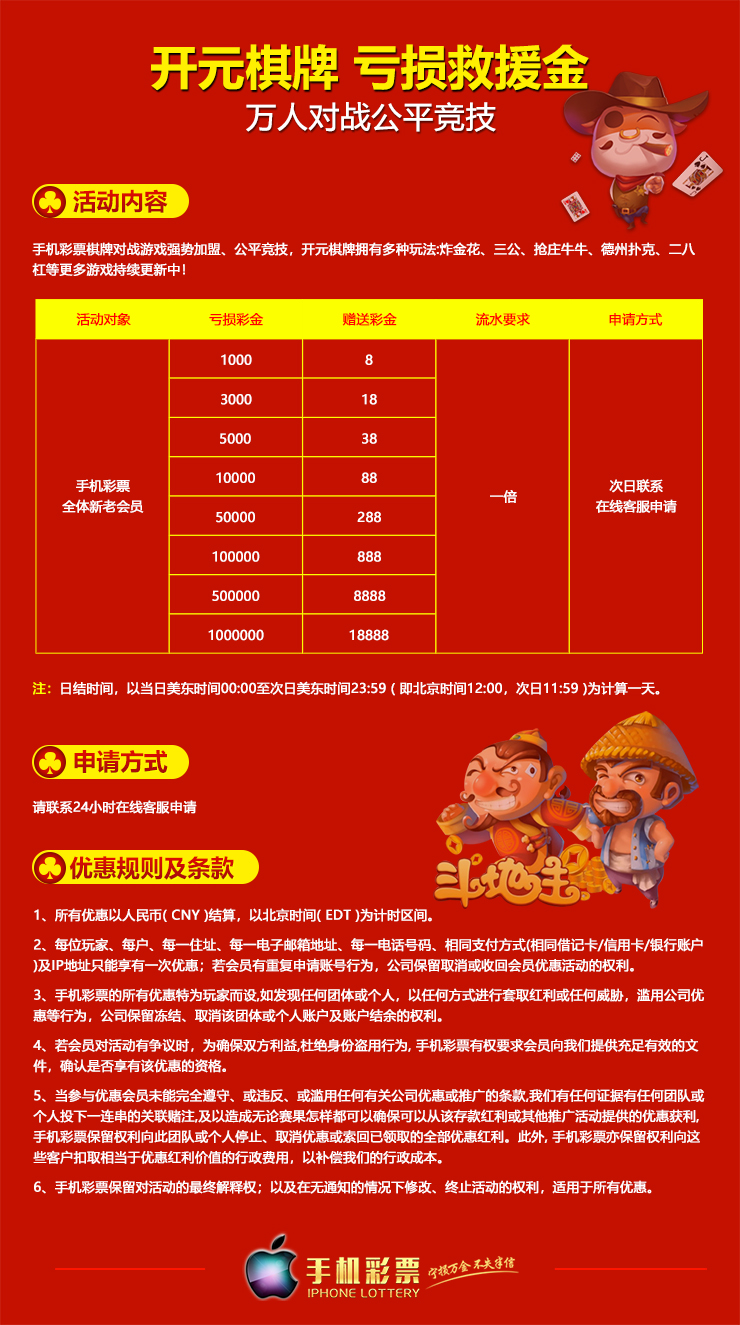 开元棋牌 亏损救援金
万人对战公平竞技
活动内容
手机彩票棋牌对战游戏强势加盟、公平竞技，开元棋牌拥有多种玩法:炸金花、三公、抢庄牛牛、德州扑克、二八
杠等更多游戏持续更新中!
活动对象 亏损彩金 赠送彩金 流水要求 申请方式
1000 8
3000 18
5000 38
10000 88
50000 288
100000 888
500000 8888
1000000 18888
手机彩票
全体新老会员
一倍
次日联系
在线客服申请
注：日结时间，以当日美东时间00:00至次日美东时间23:59 ( 即北京时间12:00，次日11:59 )为计算一天。
申请方式
请联系24小时在线客服申请
斗地主
优惠规则及条款
1、所有优惠以人民币( CNY )结算，以北京时间( EDT )为计时区间。
2、每位玩家、每户、每一住址、每一电子邮箱地址、每一电话号码、相同支付方式(相同借记卡/信用卡/银行账户
)及IP地址只能享有一次优惠；若会员有重复申请账号行为，公司保留取消或收回会员优惠活动的权利。
3、手机彩票的所有优惠特为玩家而设,如发现任何团体或个人，以任何方式进行套取红利或任何威胁，滥用公司优
惠等行为，公司保留冻结、取消该团体或个人账户及账户结余的权利。
4、若会员对活动有争议时，为确保双方利益,杜绝身份盗用行为, 手机彩票有权要求会员向我们提供充足有效的文
件，确认是否享有该优惠的资格。
5、当参与优惠会员未能完全遵守、或违反、或滥用任何有关公司优惠或推广的条款,我们有任何证据有任何团队或
个人投下一连串的关联赌注,及以造成无论赛果怎样都可以确保可以从该存款红利或其他推广活动提供的优惠获利,
手机彩票保留权利向此团队或个人停止、取消优惠或索回已领取的全部优惠红利。此外, 手机彩票亦保留权利向这
些客户扣取相当于优惠红利价值的行政费用，以补偿我们的行政成本。
6、手机彩票保留对活动的最终解释权；以及在无通知的情况下修改、终止活动的权利，适用于所有优惠。
手机彩票
宁损万金 不失字信
IPHONE LOTTERY